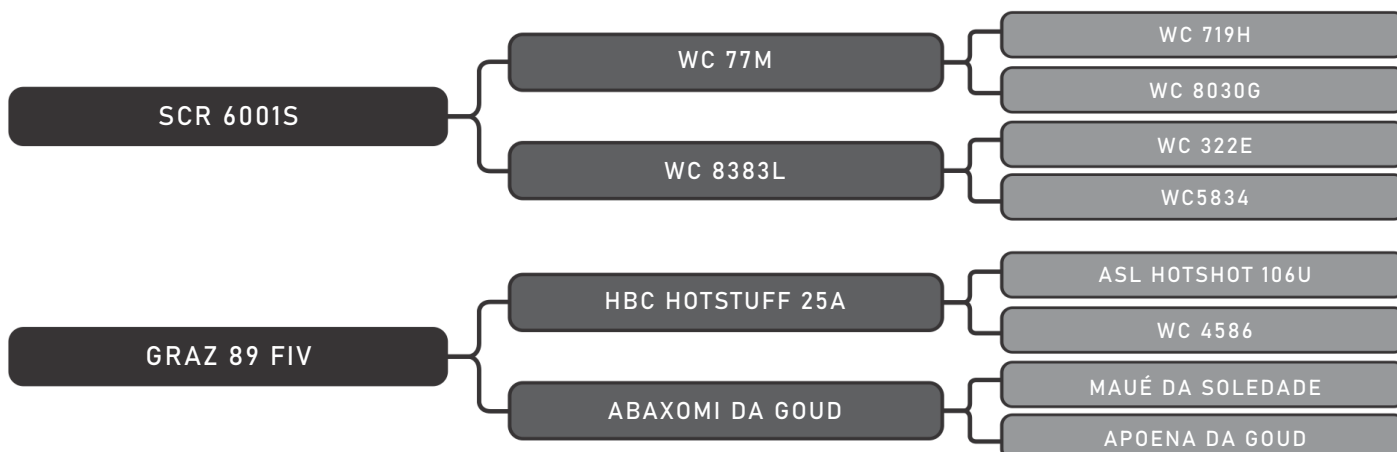 SCR 6001S
WC 77M
WC 719H
WC 8030G
WC 8383L
WC 322E
WC5834
GRAZ 89 FIV
HBC HOTSTUFF 25A
ASL HOTSHOT 106U
WC 4586
ABAXOMI DA GOUD
MAUÉ DA SOLEDADE
APOENA DA GOUD